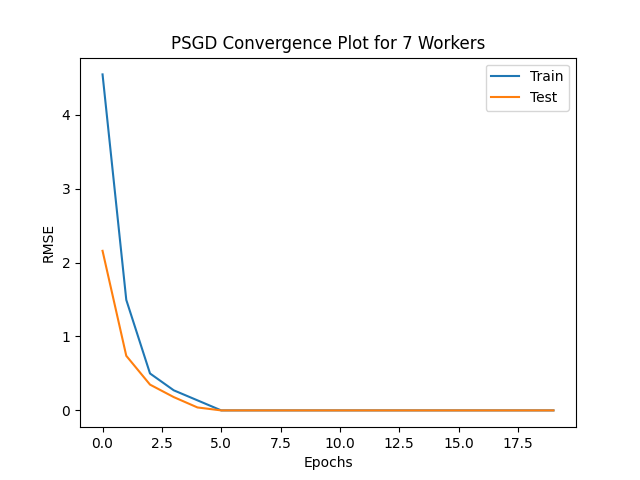 PSGD Convergence Plot for 7 Workers
Train
Test
4
3
2
1
0
RMSE
0.0 2.5 5.0 7.5 10.0 12.5 15.0 17.5
Epochs